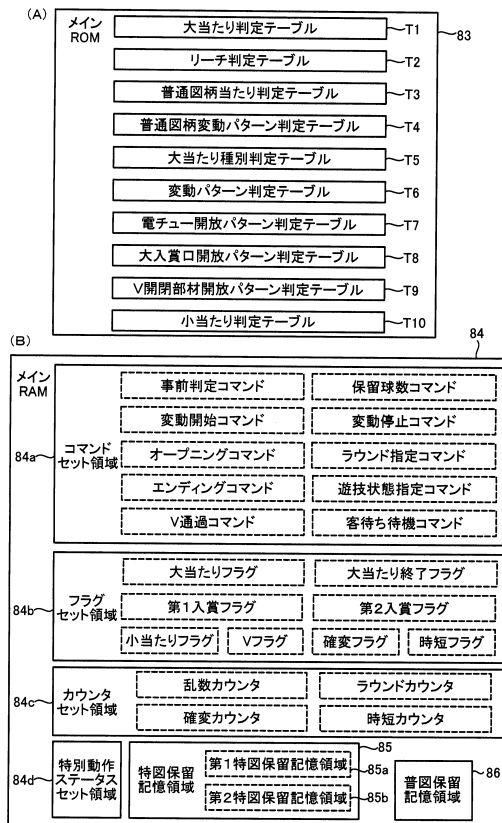 (A)
メイン
ROM
83
大当たり判定テーブル T1
リーチ判定テーブル T2
普通図柄当たり判定テーブル T3
普通図柄変動パターン判定テーブル T4
大当たり種別判定テーブル T5
変動パターン判定テーブル T6
電チュー開放パターン判定テーブル T7
大入賞口開放パターン判定テーブル T8
V開閉部材開放パターン判定テーブル T9
小当たり判定テーブル T10
(B)
84
メイン
RAM
84a
コマンド
セット領域
事前判定コマンド 保留球数コマンド
変動開始コマンド 変動停止コマンド
オープニングコマンド ラウンド指定コマンド
エンディングコマンド 遊技状態指定コマンド
V通過コマンド 客待ち待機コマンド
84b
フラグ
セット領域
大当たりフラグ 大当たり終了フラグ
第1入賞フラグ 第2入賞フラグ
小当たりフラグ Vフラグ 確変フラグ 時短フラグ
84c
カウンタ
セット領域
乱数カウンタ ラウンドカウンタ
確変カウンタ 時短カウンタ
84d
特別動作
ステータス
セット領域
85
特図保留
記憶領域
第1特図保留記憶領域
85a
第2特図保留記憶領域
85b
86
普図保留
記憶領域